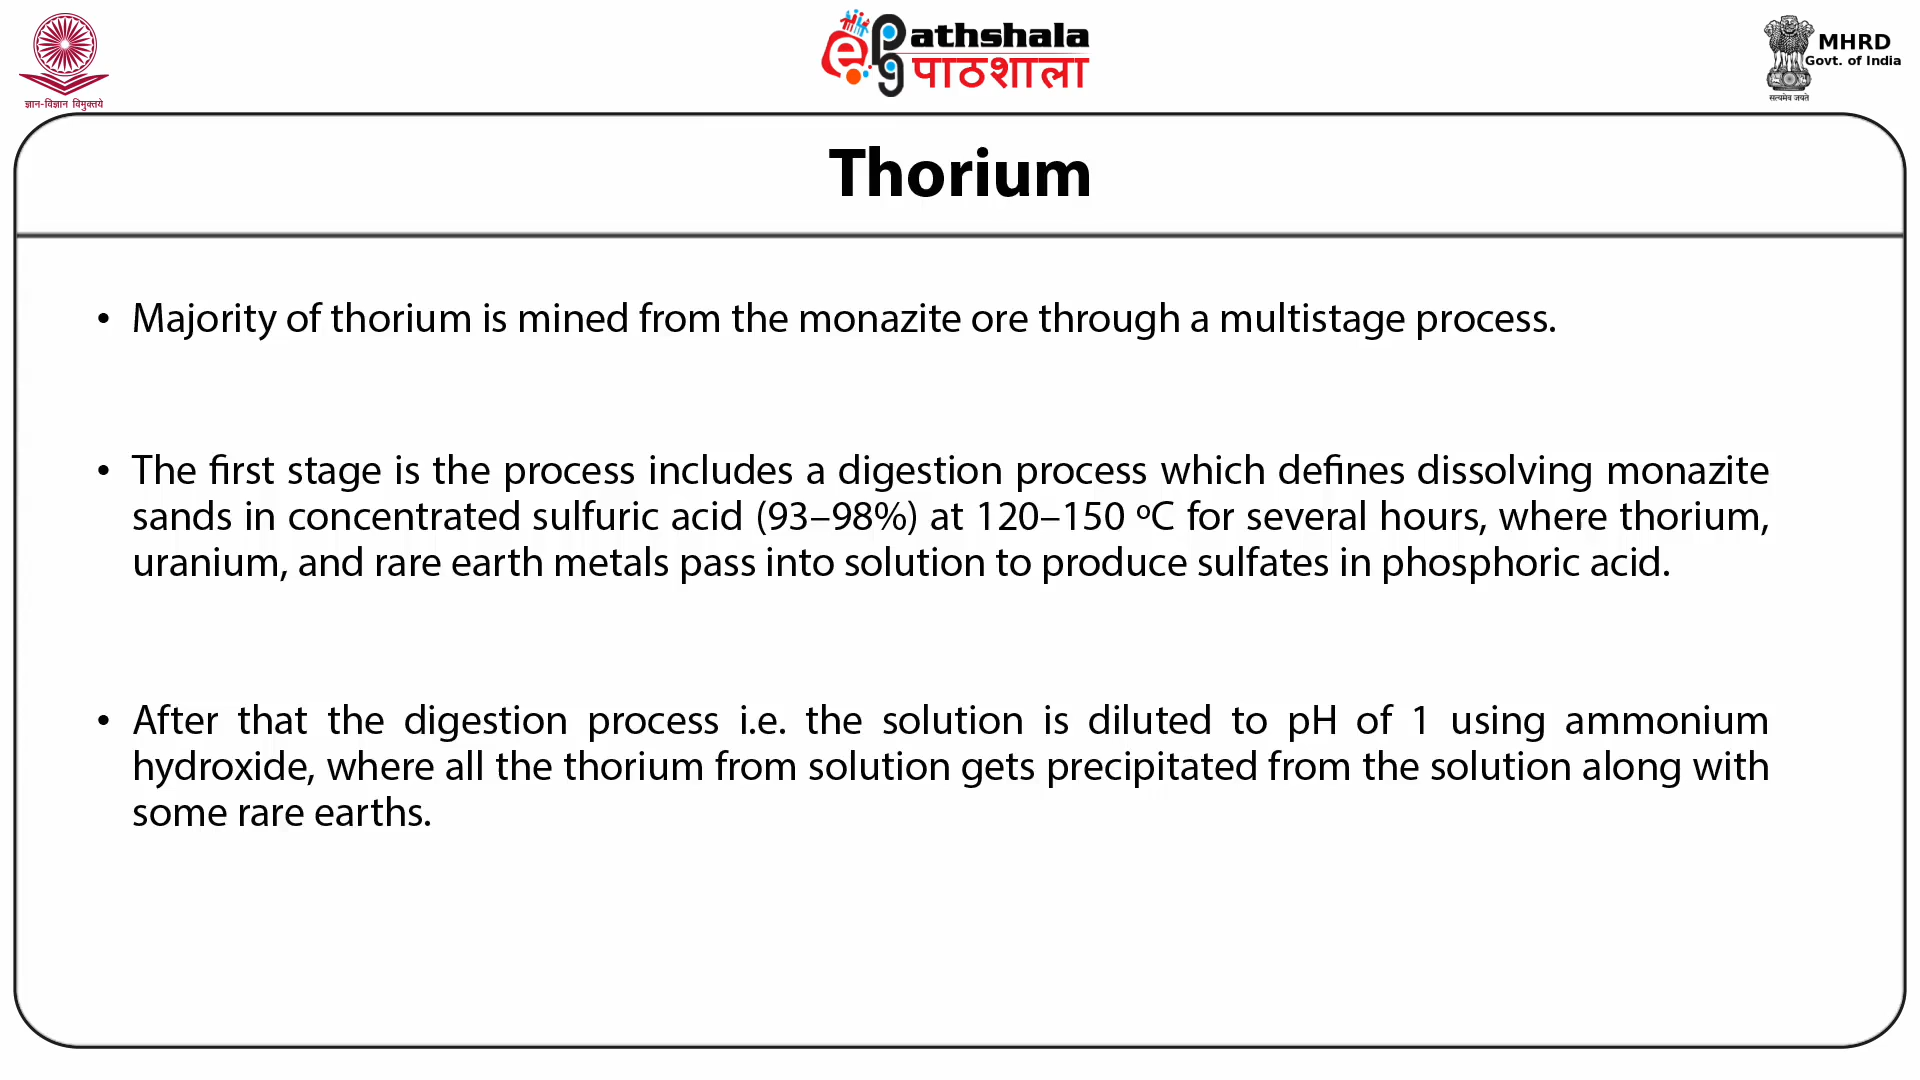 ज्ञान-विज्ञान विमुक्तये
ePathshala
पाठशाला
MHRD
Govt. of India
सत्यमेव जयते
Thorium
• Majority of thorium is mined from the monazite ore through a multistage process.
• The first stage is the process includes a digestion process which defines dissolving monazite
sands in concentrated sulfuric acid (93–98%) at 120–150 ºC for several hours, where thorium,
uranium, and rare earth metals pass into solution to produce sulfates in phosphoric acid.
• After that the digestion process i.e. the solution is diluted to pH of 1 using ammonium
hydroxide, where all the thorium from solution gets precipitated from the solution along with
some rare earths.